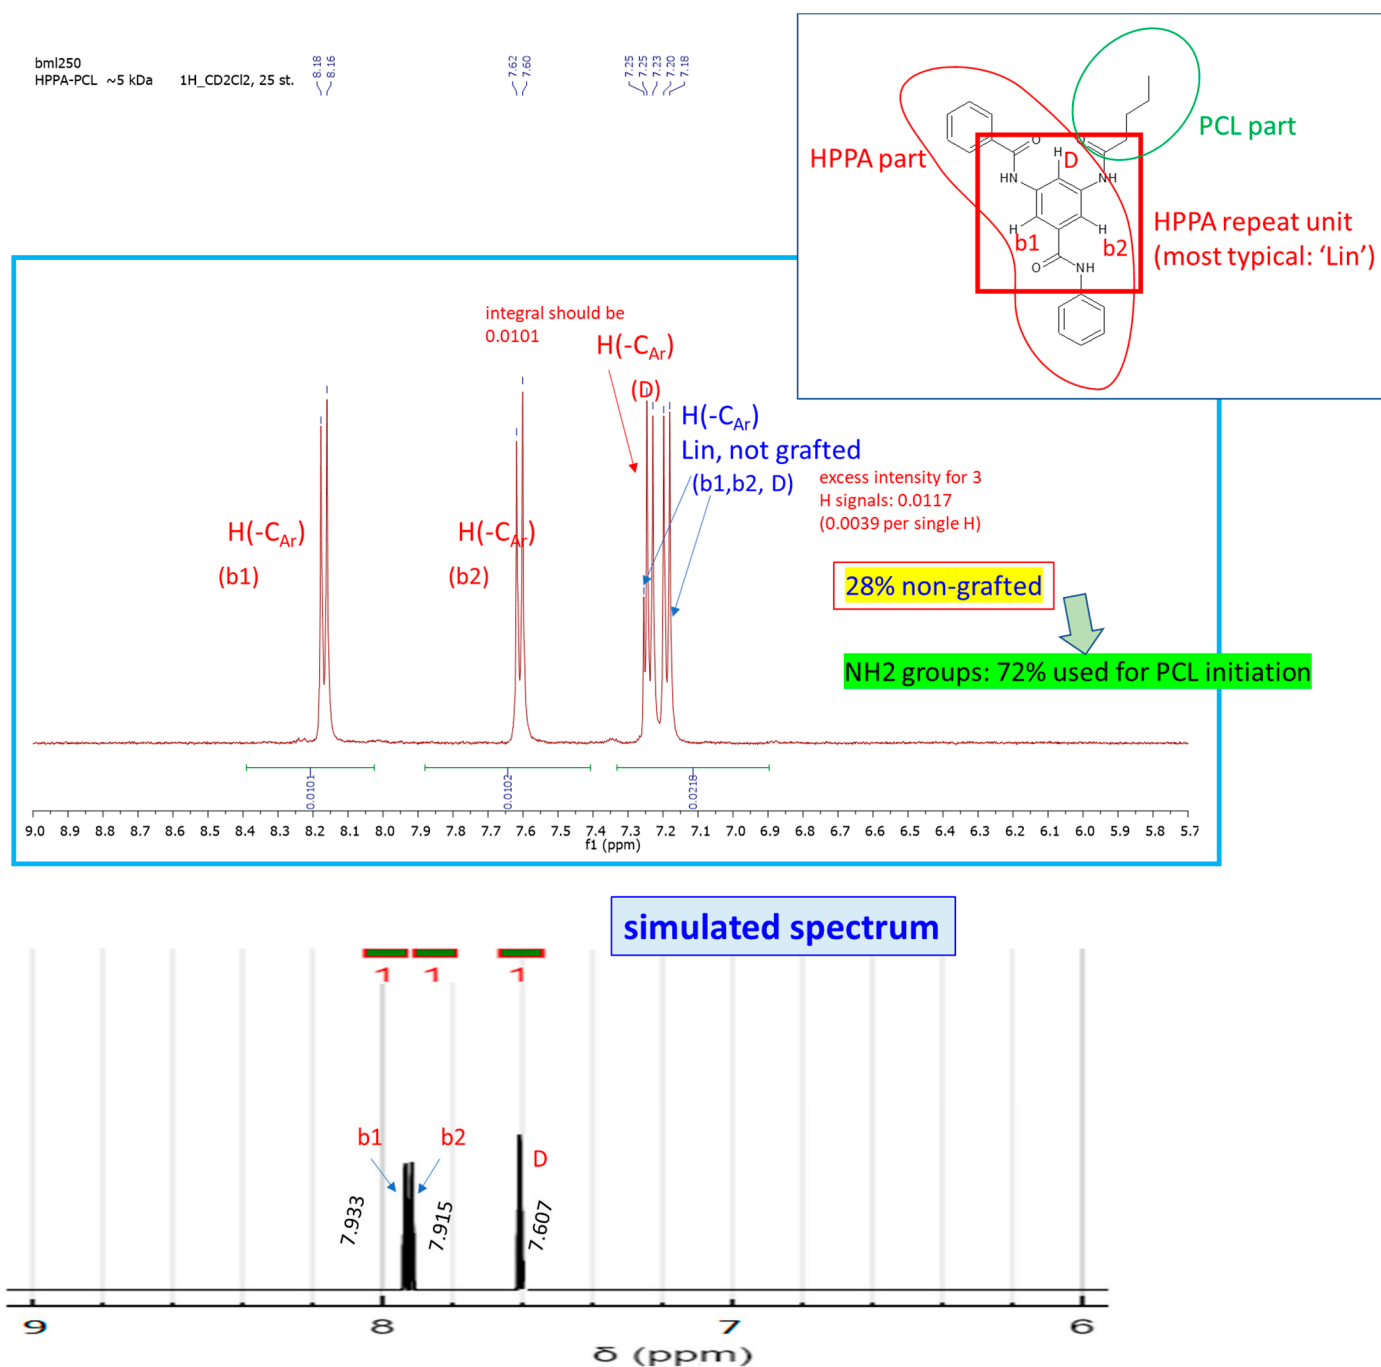 bml250
HPPA-PCL ~5 kDa 1H_CD2Cl2, 25 st.
8.18
8.16
7.62
7.60
7.25
7.25
7.23
7.20
7.18
HPPA part
PCL part
HPPA repeat unit
(most typical: ‘Lin’)
O
O
H
D
HN
NH
H
H
b1
b2
O
NH
integral should be
0.0101
H(-CAr)
(D)
H(-CAr)
Lin, not grafted
(b1,b2, D)
excess intensity for 3
H signals: 0.0117
(0.0039 per single H)
H(-CAr)
(b1)
H(-CAr)
(b2)
28% non-grafted
NH2 groups: 72% used for PCL initiation
0.0101
0.0102
0.0218
9.0 8.9 8.8 8.7 8.6 8.5 8.4 8.3 8.2 8.1 8.0 7.9 7.8 7.7 7.6 7.5 7.4 7.3 7.2 7.1 7.0 6.9 6.8 6.7 6.6 6.5 6.4 6.3 6.2 6.1 6.0 5.9 5.8 5.7
f1 (ppm)
simulated spectrum
1 1 1
b1 b2 D
7.933
7.915
7.607
9 8 7 6
δ (ppm)